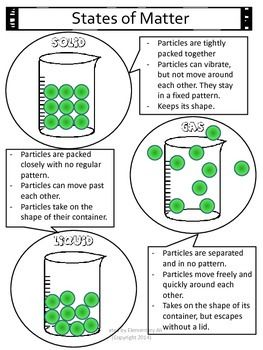 States of Matter
SOLID
- Particles are tightly
packed together
- Particles can vibrate,
but not move around
each other. They stay
in a fixed pattern.
- Keeps its shape.
GAS
- Particles are packed
closely with no regular
pattern.
- Particles can move past
each other.
- Particles take on the
shape of their container.
- Particles are separated
and in no pattern.
- Particles move freely and
quickly around each
other.
- Takes on the shape of its
container, but escapes
without a lid.
LIQUID
by Elementary
(Copyright 2014)